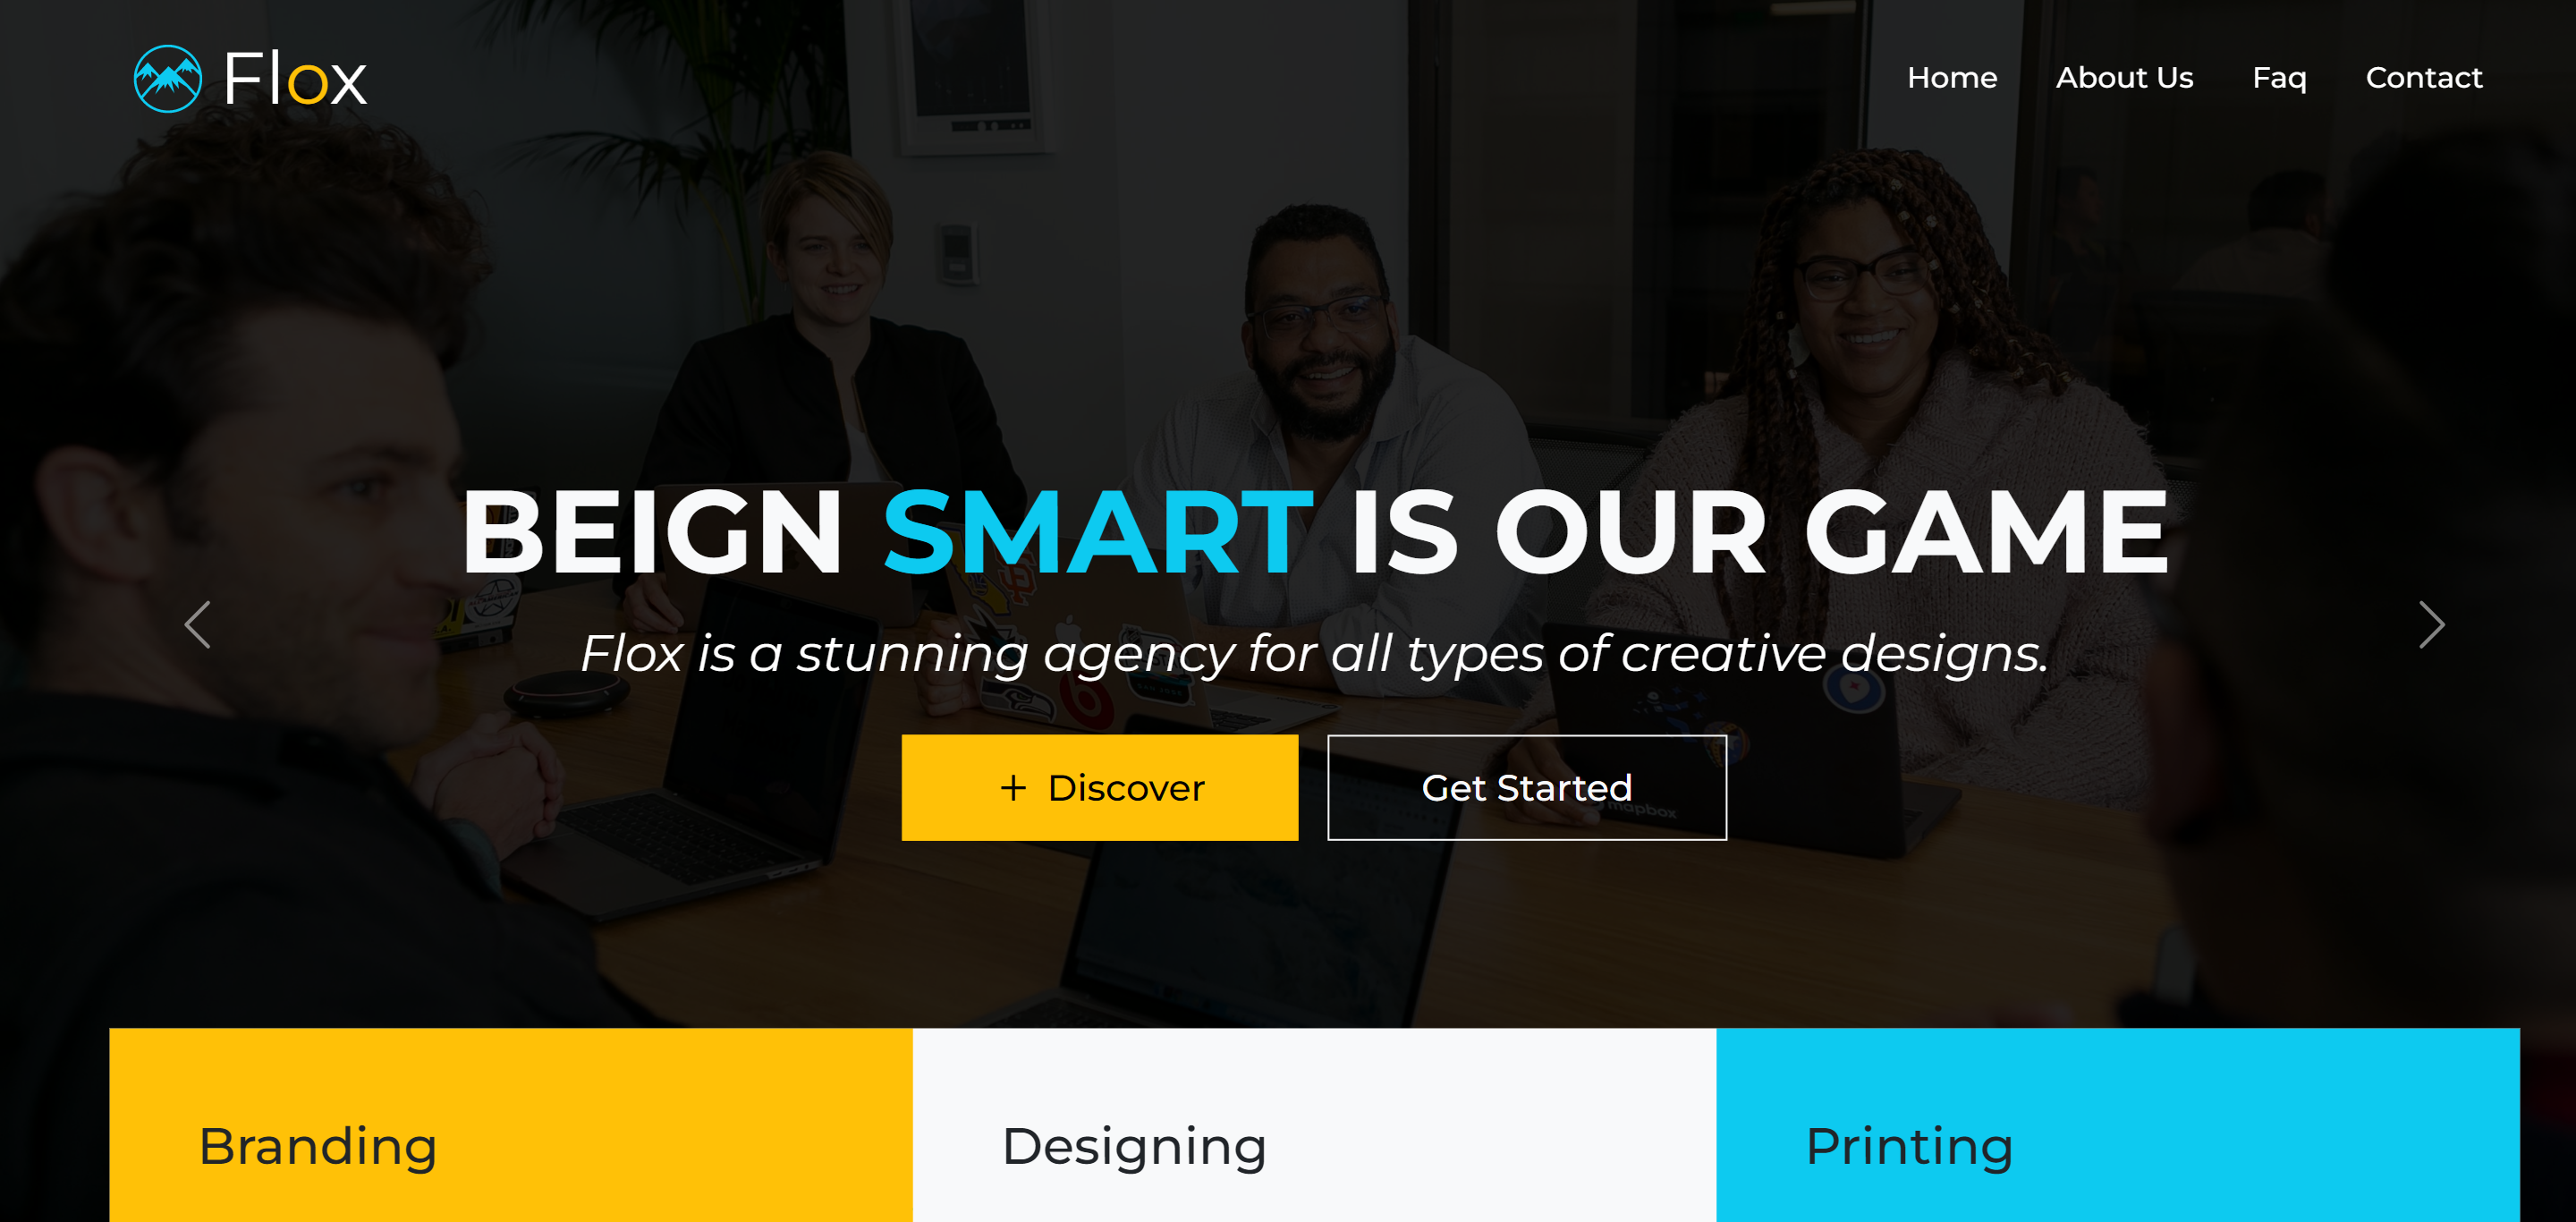 Flox
Home About Us Faq Contact
BEIGN SMART IS OUR GAME
Flox is a stunning agency for all types of creative designs.
+ Discover
Get Started
mapbox
Branding
Designing
Printing